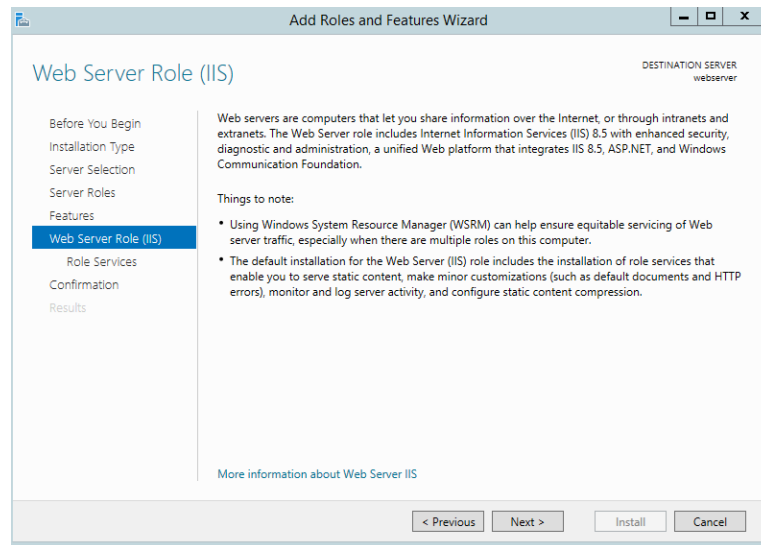 Add Roles and Features Wizard
Web Server Role (IIS)
DESTINATION SERVER
webserver
Before You Begin
Installation Type
Server Selection
Server Roles
Features
Web Server Role (IIS)
Role Services
Confirmation
Results
Web servers are computers that let you share information over the Internet, or through intranets and
extranets. The Web Server role includes Internet Information Services (IIS) 8.5 with enhanced security,
diagnostic and administration, a unified Web platform that integrates IIS 8.5, ASP.NET, and Windows
Communication Foundation.
Things to note:
• Using Windows System Resource Manager (WSRM) can help ensure equitable servicing of Web
server traffic, especially when there are multiple roles on this computer.
• The default installation for the Web Server (IIS) role includes the installation of role services that
enable you to serve static content, make minor customizations (such as default documents and HTTP
errors), monitor and log server activity, and configure static content compression.
More information about Web Server IIS
< Previous
Next >
Install
Cancel